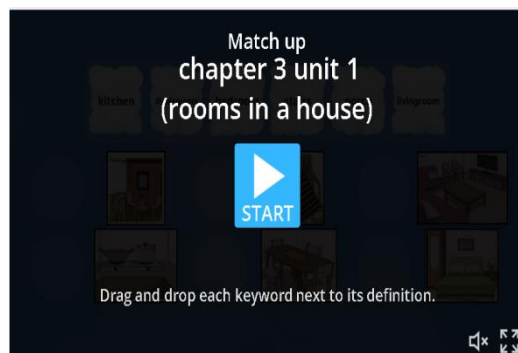 Match up
chapter 3 unit 1
(rooms in a house)
kitchen
livingroom
START
Drag and drop each keyword next to its definition.